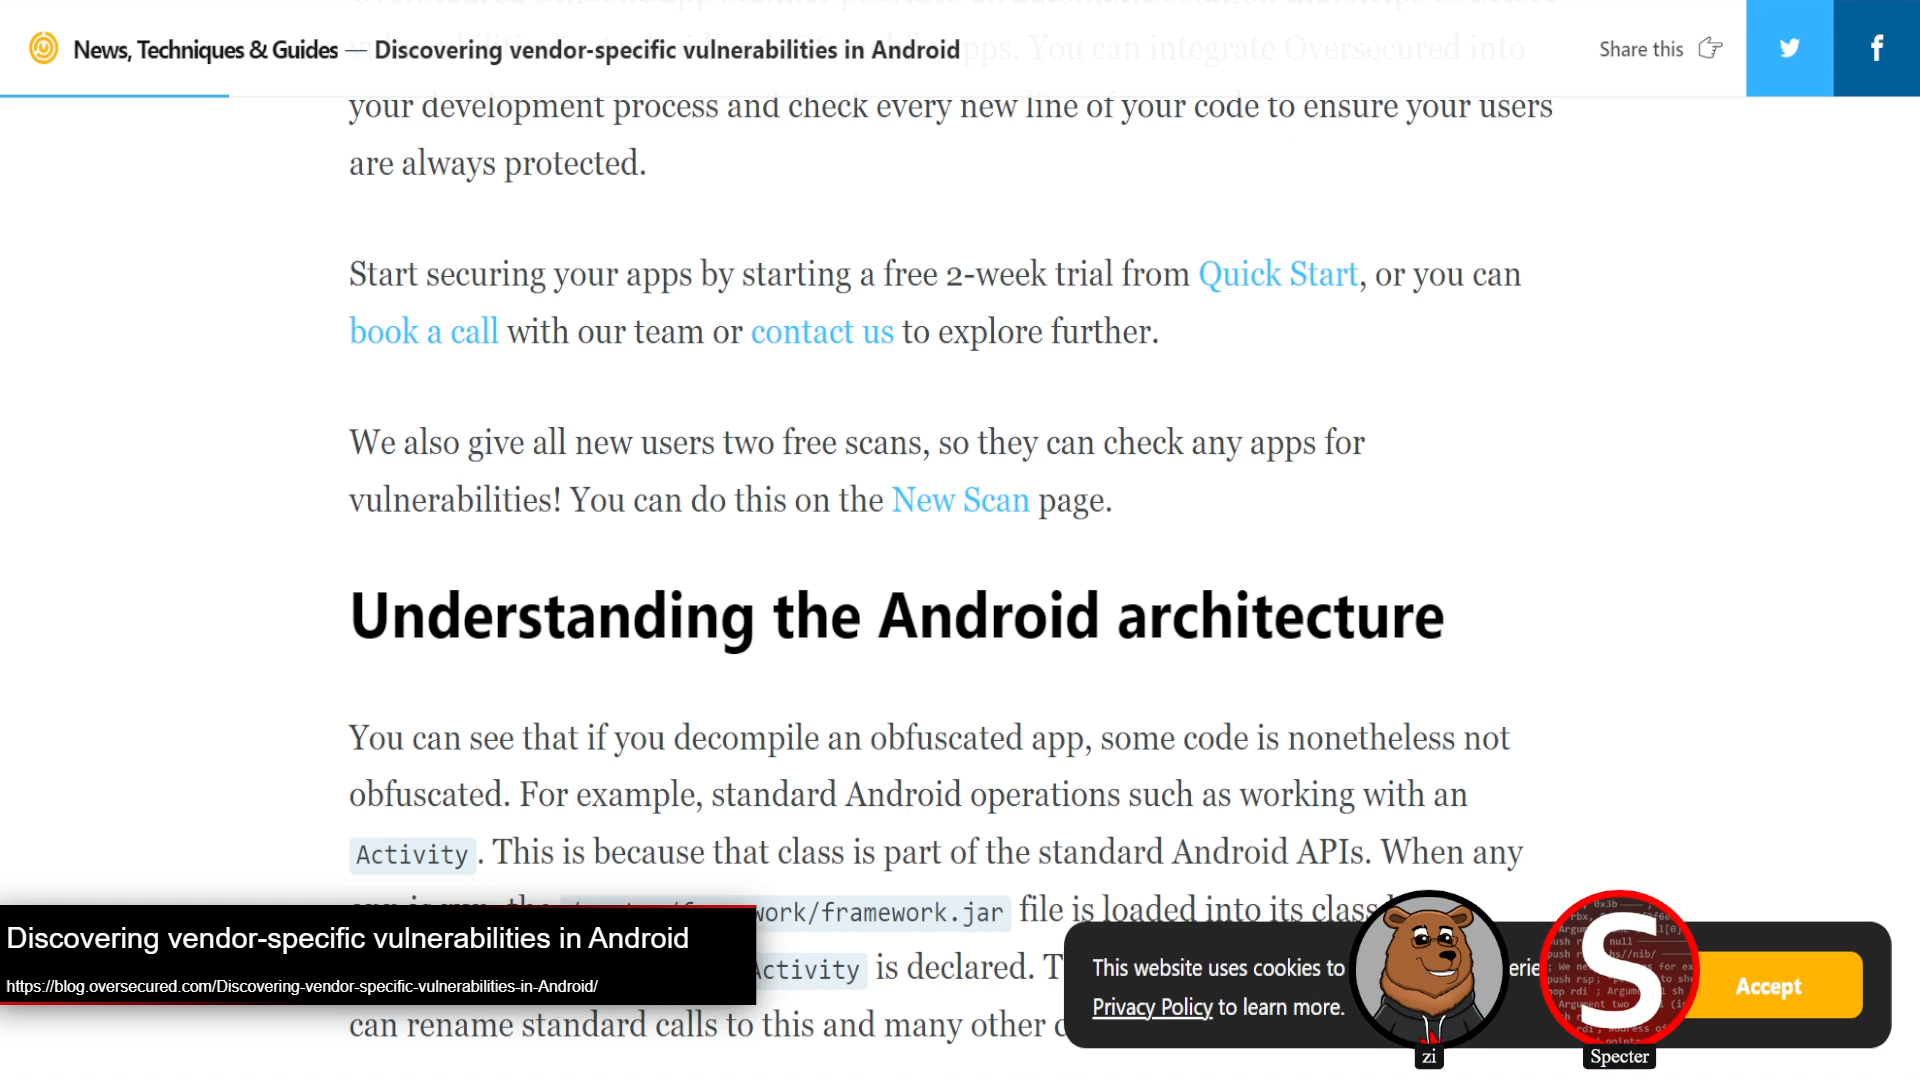 News, Techniques & Guides — Discovering vendor-specific vulnerabilities in Android
Share this
You can integrate Oversecured into
your development process and check every new line of your code to ensure your users
are always protected.
Start securing your apps by starting a free 2-week trial from Quick Start, or you can
book a call with our team or contact us to explore further.
We also give all new users two free scans, so they can check any apps for
vulnerabilities! You can do this on the New Scan page.
Understanding the Android architecture
You can see that if you decompile an obfuscated app, some code is nonetheless not
obfuscated. For example, standard Android operations such as working with an
Activity. This is because that class is part of the standard Android APIs. When any
work/framework.jar file is loaded into its class
Activity is declared.
can rename standard calls to this and many other
Discovering vendor-specific vulnerabilities in Android
https://blog.oversecured.com/Discovering-vendor-specific-vulnerabilities-in-Android/
This website uses cookies to
Privacy Policy to learn more.
Accept
zi
S
Specter